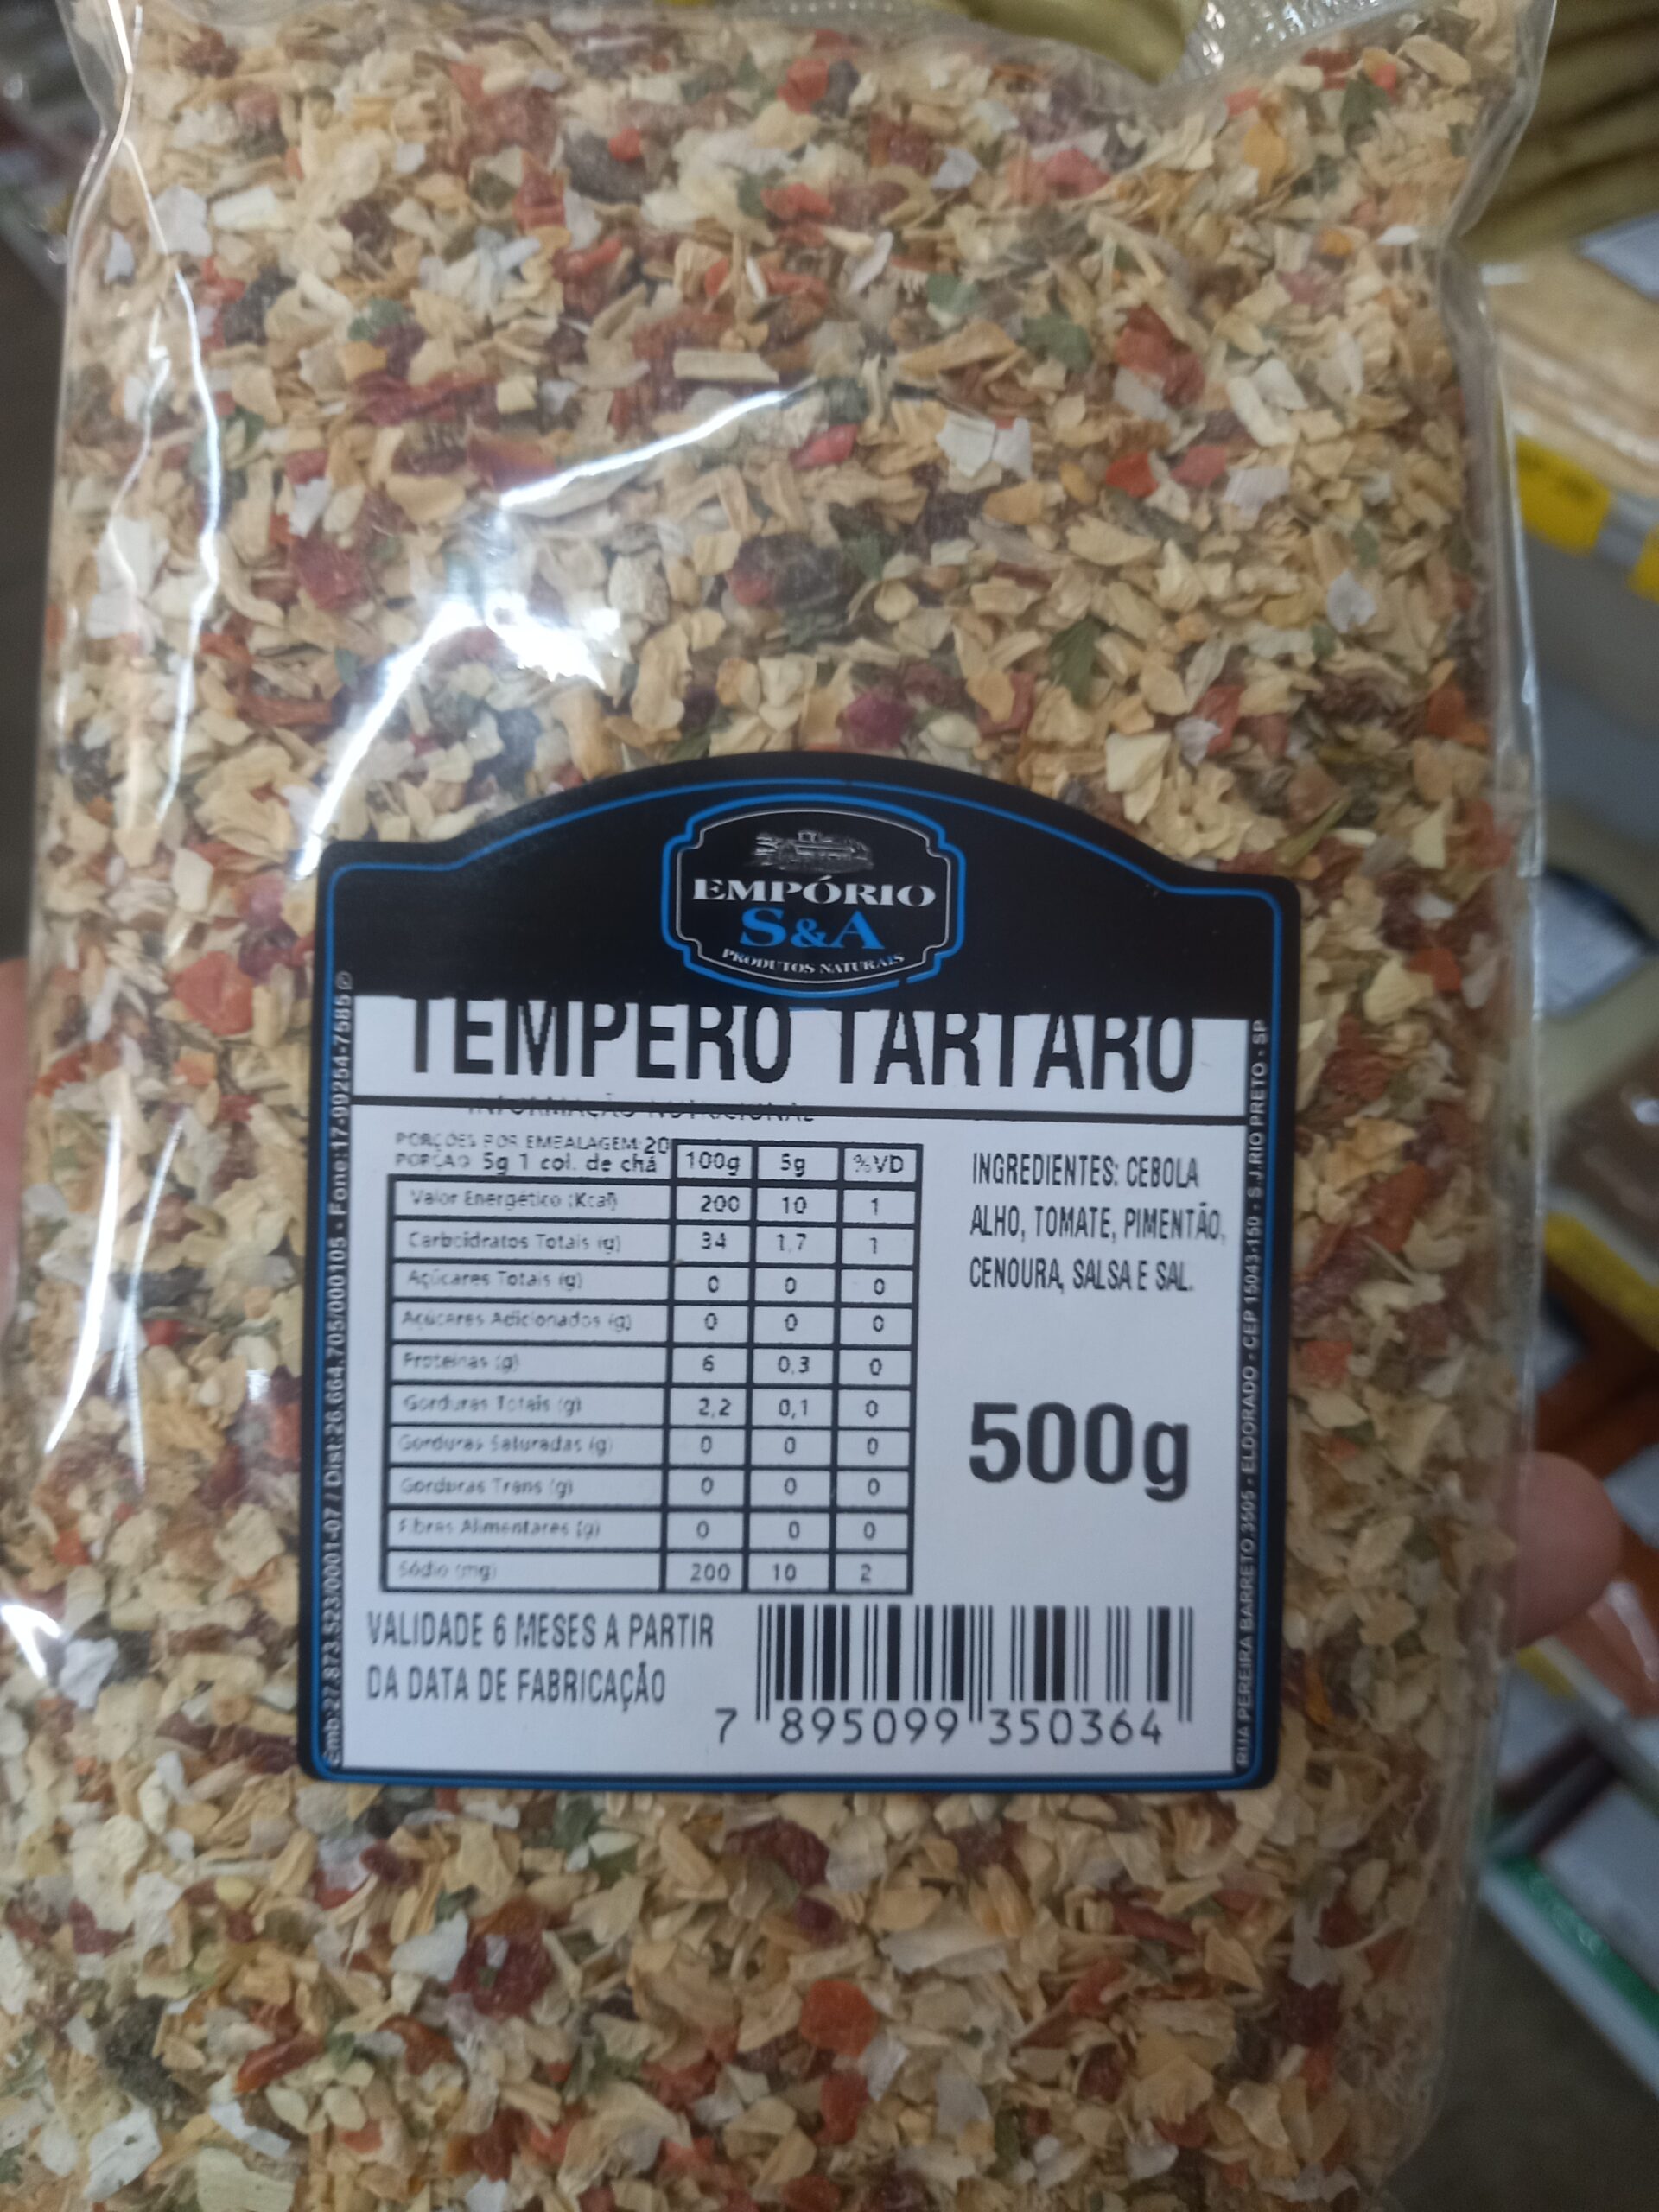 EMPÓRIO
S&A
PRODUTOS NATURAIS
TEMPERO TARTARO
INFORMAÇÃO NUTRICIONAL
PORÇÕES POR EMBALAGEM: 20
PORÇÃO 5g 1 col. de chá 100g 5g %VD
Valor Energético (Kcal) 200 10 1
Carboidratos Totais (g) 34 1,7 1
Açúcares Totais (g) 0 0 0
Açúcares Adicionados (g) 0 0 0
Proteínas (g) 6 0,3 0
Gorduras Totais (g) 2,2 0,1 0
Gorduras Saturadas (g) 0 0 0
Gorduras Trans (g) 0 0 0
Fibras Alimentares (g) 0 0 0
Sódio (mg) 200 10 2
INGREDIENTES: CEBOLA
ALHO, TOMATE, PIMENTÃO,
CENOURA, SALSA E SAL.
500g
VALIDADE 6 MESES A PARTIR
DA DATA DE FABRICAÇÃO
7 895099 350364
Emb:27.873.523/0001-07 / Dist:26.664.705/000105 - Fone:17-99254-7585
RUA PEREIRA BARRETO,3505 - ELDORADO - CEP 15043-150 - S.J.RIO PRETO - SP